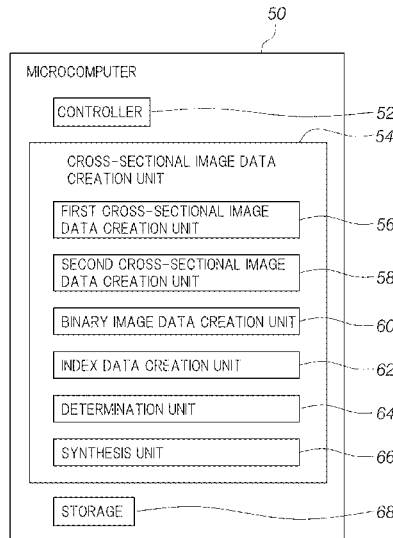 50
MICROCOMPUTER
CONTROLLER
52
54
CROSS-SECTIONAL IMAGE DATA
CREATION UNIT
FIRST CROSS-SECTIONAL IMAGE
DATA CREATION UNIT
56
SECOND CROSS-SECTIONAL IMAGE
DATA CREATION UNIT
58
BINARY IMAGE DATA CREATION UNIT
60
INDEX DATA CREATION UNIT
62
DETERMINATION UNIT
64
SYNTHESIS UNIT
66
STORAGE
68